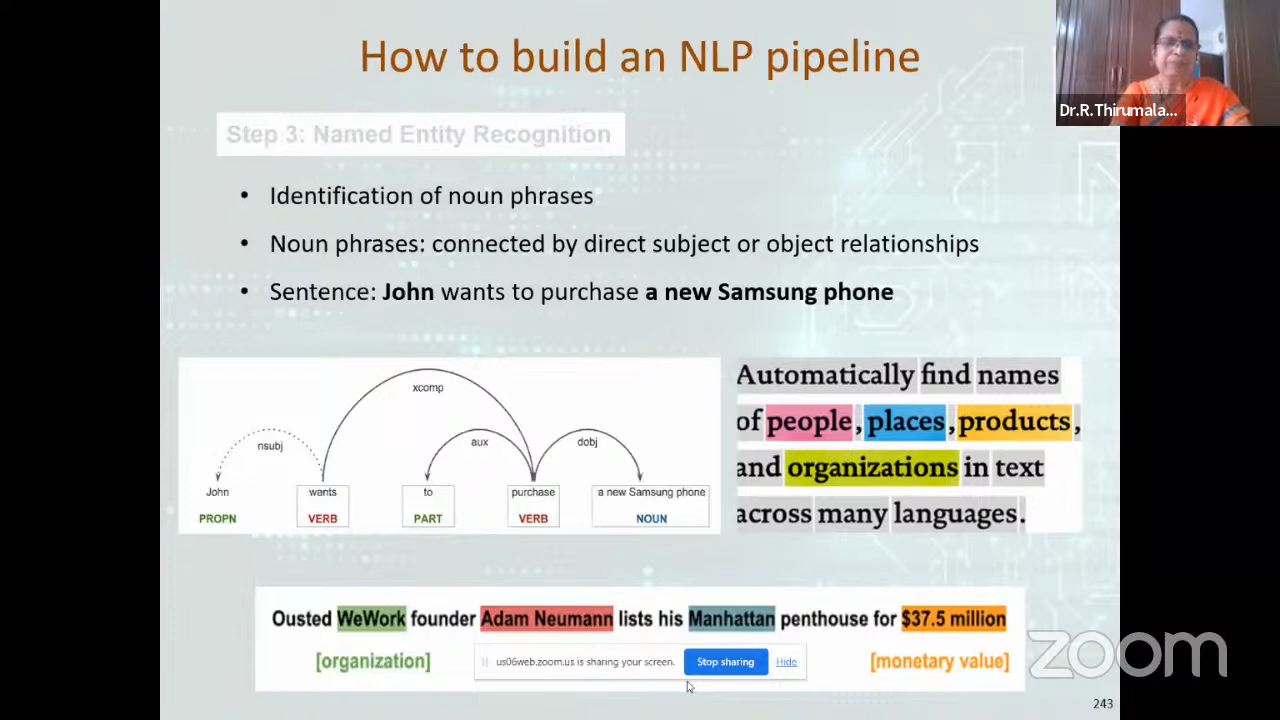 How to build an NLP pipeline
Dr.R.Thirumala...
Step 3: Named Entity Recognition
• Identification of noun phrases
• Noun phrases: connected by direct subject or object relationships
• Sentence: John wants to purchase a new Samsung phone
xcomp
nsubj
aux
dobj
John wants to purchase a new Samsung phone
PROPN VERB PART VERB NOUN
Automatically find names
of people, places, products,
and organizations in text
across many languages.
Ousted WeWork founder Adam Neumann lists his Manhattan penthouse for $37.5 million
[organization] [monetary value]
us06web.zoom.us is sharing your screen. Stop sharing Hide
zoom
243